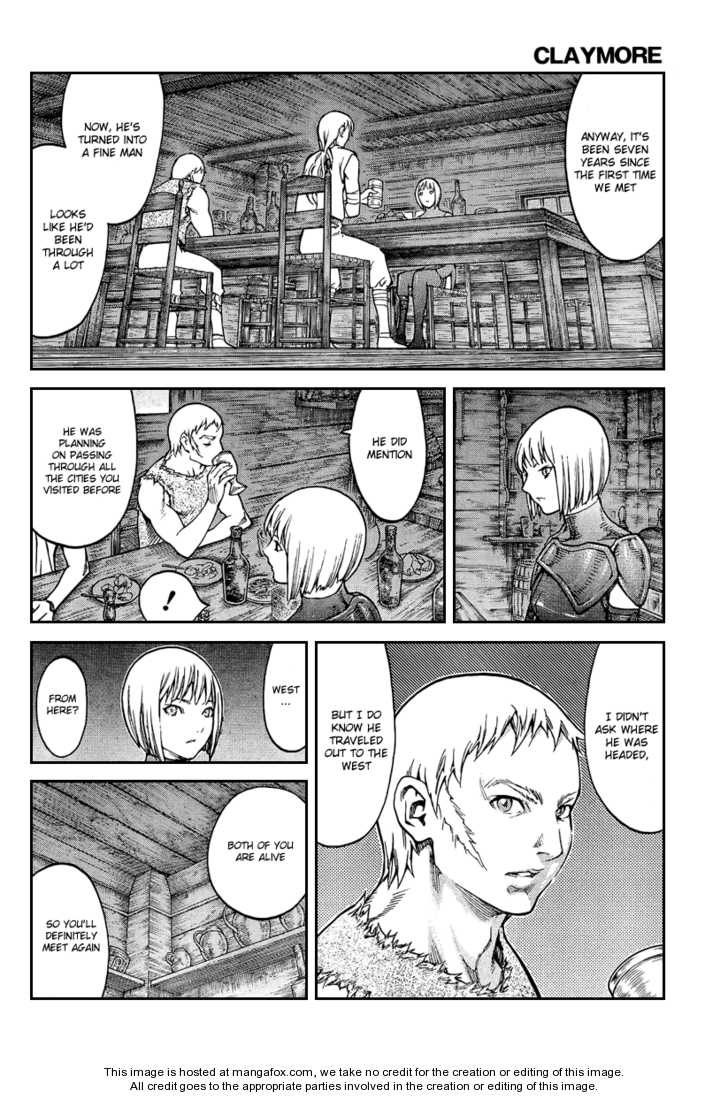 CLAYMORE
ANYWAY, IT'S
BEEN SEVEN
YEARS SINCE
THE FIRST TIME
WE MET
NOW, HE'S
TURNED INTO
A FINE MAN
LOOKS
LIKE HE'D
BEEN
THROUGH
A LOT
HE DID
MENTION
HE WAS
PLANNING
ON PASSING
THROUGH ALL
THE CITIES YOU
VISITED BEFORE
!
I DIDN'T
ASK WHERE
HE WAS
HEADED,
BUT I DO
KNOW HE
TRAVELED
OUT TO THE
WEST
WEST
...
FROM
HERE?
BOTH OF YOU
ARE ALIVE
SO YOU'LL
DEFINITELY
MEET AGAIN
This image is hosted at mangafox.com, we take no credit for the creation or editing of this image.
All credit goes to the appropriate parties involved in the creation or editing of this image.